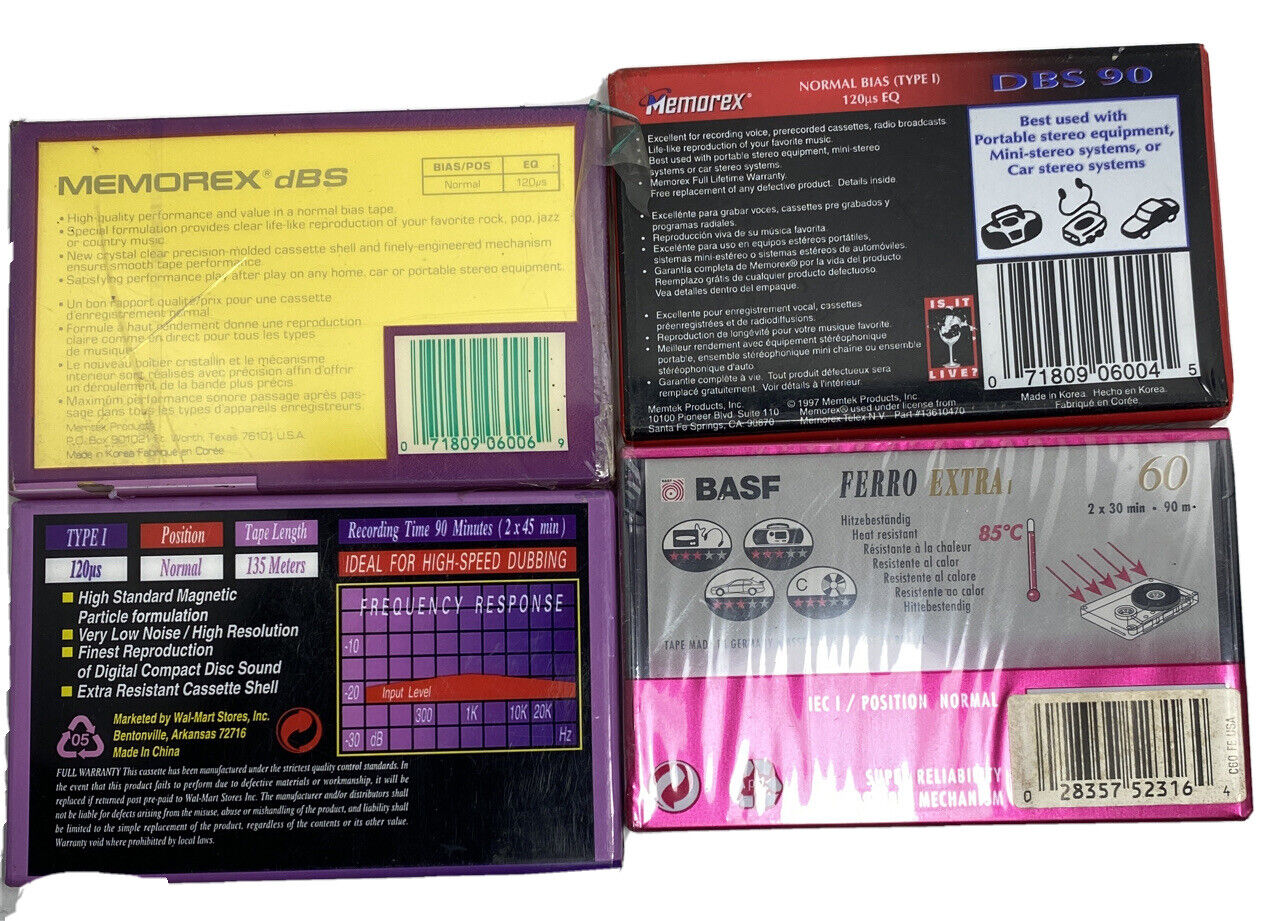 MEMOREX® dBS
BIAS/POS EQ
Normal 120µs
• High-quality performance and value in a normal bias tape.
• Special formulation provides clear life-like reproduction of your favorite rock, pop, jazz
or country music.
• New crystal clear precision-molded cassette shell and finely-engineered mechanism
ensure smooth tape performance.
• Satisfying performance play after play on any home, car or portable stereo equipment.
• Un bon rapport qualité/prix pour une cassette
d'enregistrement normal.
• Formule à haut rendement donne une reproduction
claire comme en direct pour tous les types
de musique.
• Le nouveau boîtier cristallin et le mécanisme
intérieur sont réalisés avec précision affin d'offrir
un déroulement de la bande plus précis
• Maximum performance sonore passage après pas-
sage dans tous les types d'appareils enregistreurs.
Memtek Products
P.O. Box 901021 Ft. Worth, Texas 76101 U.S.A.
Made in Korea Fabriqué en Corée
0 71809 06006 9
Memorex®
NORMAL BIAS (TYPE I)
120µs EQ
DBS 90
• Excellent for recording voice, prerecorded cassettes, radio broadcasts.
Life-like reproduction of your favorite music.
Best used with portable stereo equipment, mini-stereo
systems or car stereo systems.
• Memorex Full Lifetime Warranty.
Free replacement of any defective product. Details inside.
• Excelénte para grabar voces, cassettes pre grabados y
programas radiales.
• Reproducción viva de su música favorita.
• Excelénte para uso en equipos estéreos portátiles,
sistemas mini-estéreo o sistemas estéreos de automóviles.
• Garantía completa de Memorex® por la vida del producto
Reemplazo grátis de cualquier producto defectuoso.
Vea detalles dentro del empaque.
• Excellente pour enregistrement vocal, cassettes
préenregistrées et de radiodiffusions.
• Reproduction de longévité pour votre musique favorite.
• Meilleur rendement avec équipement stéréophonique
portable, ensemble stéréophonique mini chaîne ou ensemble
stéréophonique d'auto
• Garantie complète à vie. Tout produit défectueux sera
remplacé gratuitement. Voir détails à l'intérieur.
Memtek Products, Inc.
10100 Pioneer Blvd. Suite 110
Santa Fe Springs, CA. 90670
© 1997 Memtek Products, Inc.
Memorex® used under license from
Memorex Telex N.V. Part #13610470
Best used with
Portable stereo equipment,
Mini-stereo systems, or
Car stereo systems
IS IT
LIVE?
0 71809 06004 5
Made in Korea. Hecho en Korea.
Fabriqué en Corée.
TYPE I Position Tape Length
120µs Normal 135 Meters
Recording Time 90 Minutes (2 x 45 min)
IDEAL FOR HIGH-SPEED DUBBING
High Standard Magnetic
Particle formulation
Very Low Noise / High Resolution
Finest Reproduction
of Digital Compact Disc Sound
Extra Resistant Cassette Shell
FREQUENCY RESPONSE
-10
-20 Input Level
300 1K 10K 20K
-30 dB Hz
05
Marketed by Wal-Mart Stores, Inc.
Bentonville, Arkansas 72716
Made In China
FULL WARRANTY This cassette has been manufactured under the strictest quality control standards. In
the event that this product fails to perform due to defective materials or workmanship, it will be
replaced if returned post pre-paid to Wal-Mart Stores Inc. The manufacturer and/or distributors shall
not be liable for defects arising from the misuse, abuse or mishandling of the product, and liability shall
be limited to the simple replacement of the product, regardless of the contents or its other value.
Warranty void where prohibited by local laws.
BASF
FERRO EXTRA I
60
2 x 30 min • 90 m
Hitzebeständig
Heat resistant
Résistante à la chaleur
Resistente al calor
Resistente al calore
Resistente ao calor
Hittebestendig
85°C
C
TAPE MADE IN GERMANY
IEC I / POSITION NORMAL
SUPER RELIABILITY
MECHANISM
0 28357 52316 4
C60 FE USA